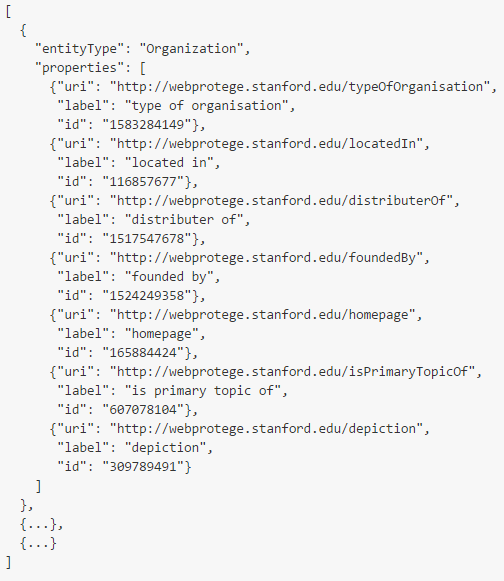 [
  {
    "entityType": "Organization",
    "properties": [
      {"uri": "http://webprotege.stanford.edu/typeOfOrganisation",
       "label": "type of organisation",
       "id": "1583284149"},
      {"uri": "http://webprotege.stanford.edu/locatedIn",
       "label": "located in",
       "id": "116857677"},
      {"uri": "http://webprotege.stanford.edu/distributerOf",
       "label": "distributer of",
       "id": "1517547678"},
      {"uri": "http://webprotege.stanford.edu/foundedBy",
       "label": "founded by",
       "id": "1524249358"},
      {"uri": "http://webprotege.stanford.edu/homepage",
       "label": "homepage",
       "id": "165884424"},
      {"uri": "http://webprotege.stanford.edu/isPrimaryTopicOf",
       "label": "is primary topic of",
       "id": "607078104"},
      {"uri": "http://webprotege.stanford.edu/depiction",
       "label": "depiction",
       "id": "309789491"}
    ]
  },
  {...},
  {...}
]